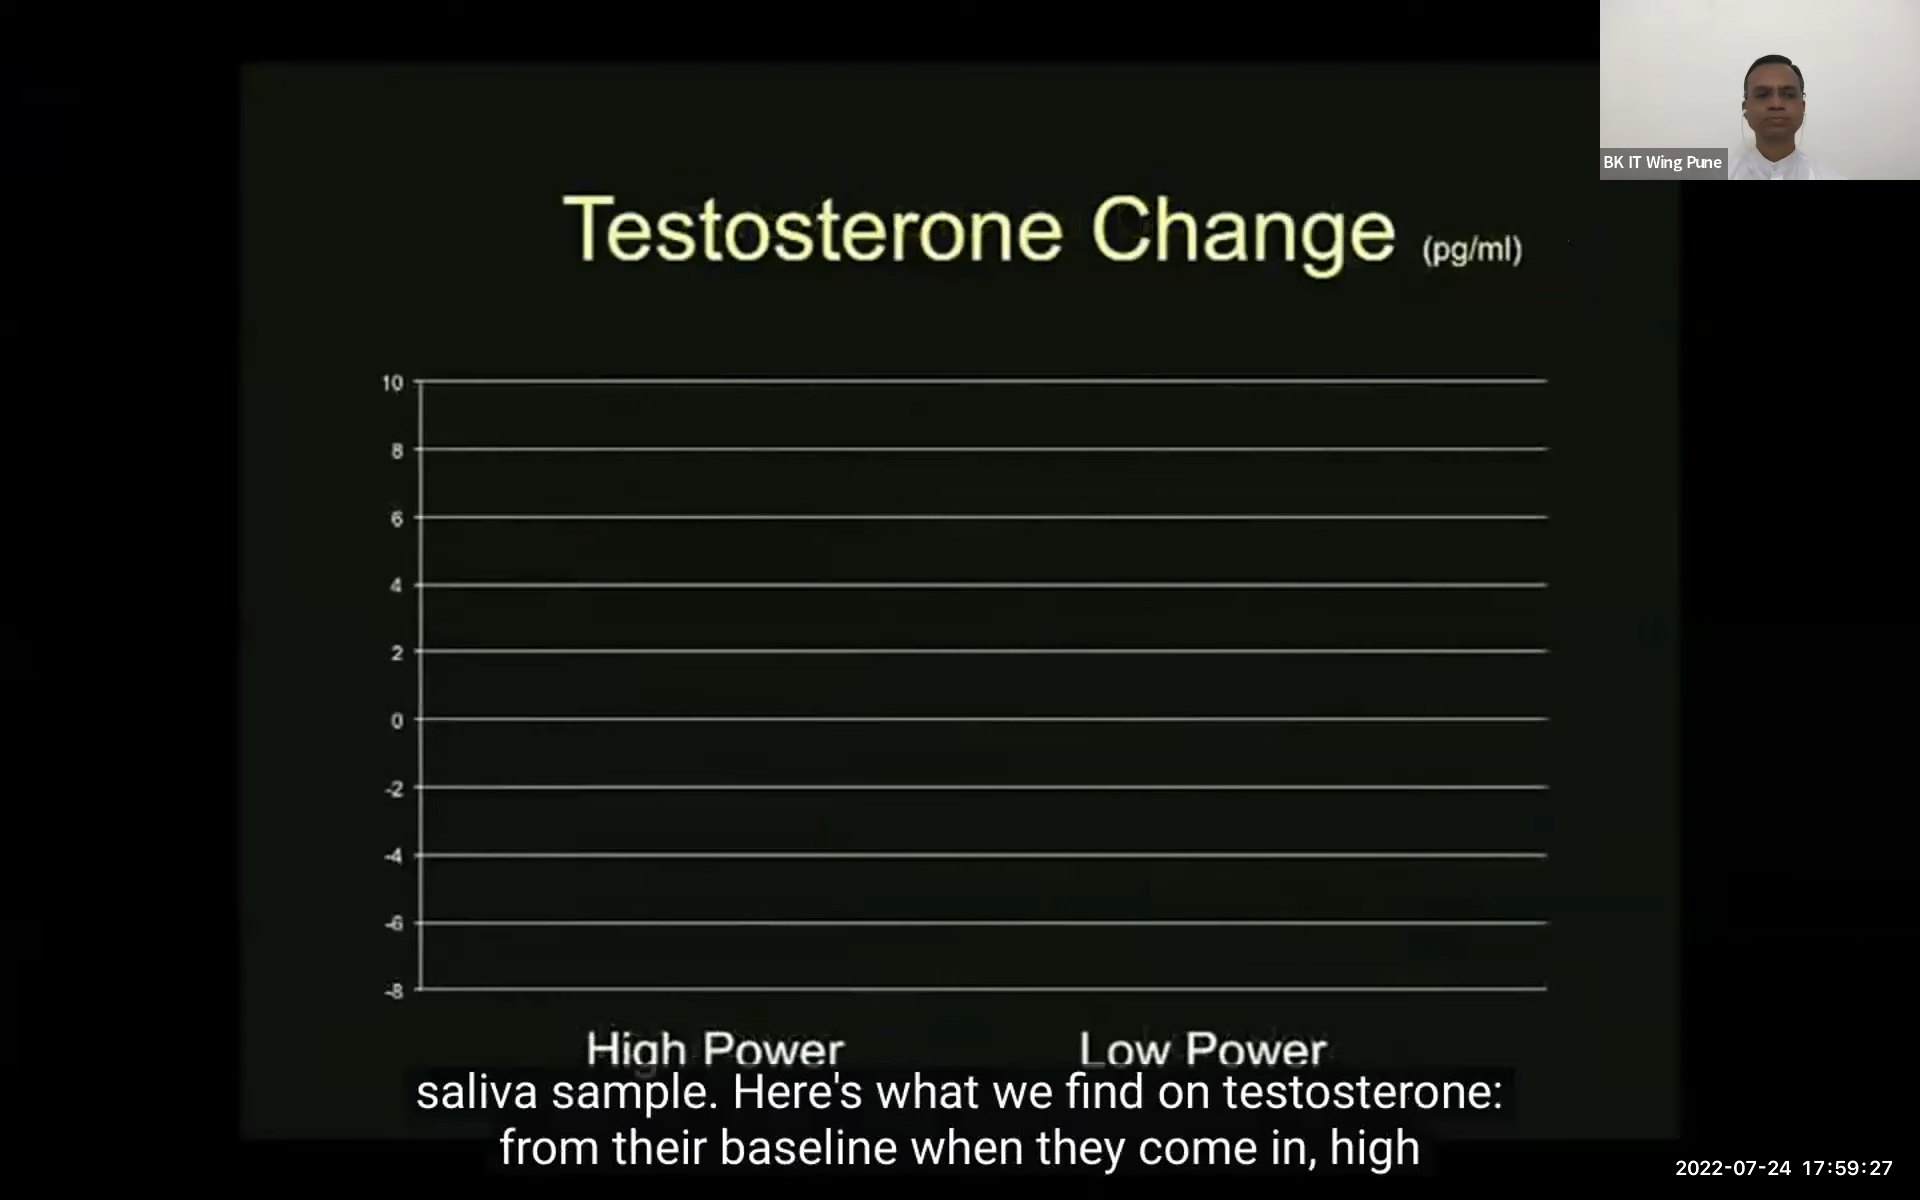 BK IT Wing Pune
Testosterone Change (pg/ml)
10
8
6
4
2
0
-2
-4
-6
-8
High Power Low Power
saliva sample. Here's what we find on testosterone:
from their baseline when they come in, high
2022-07-24 17:59:27